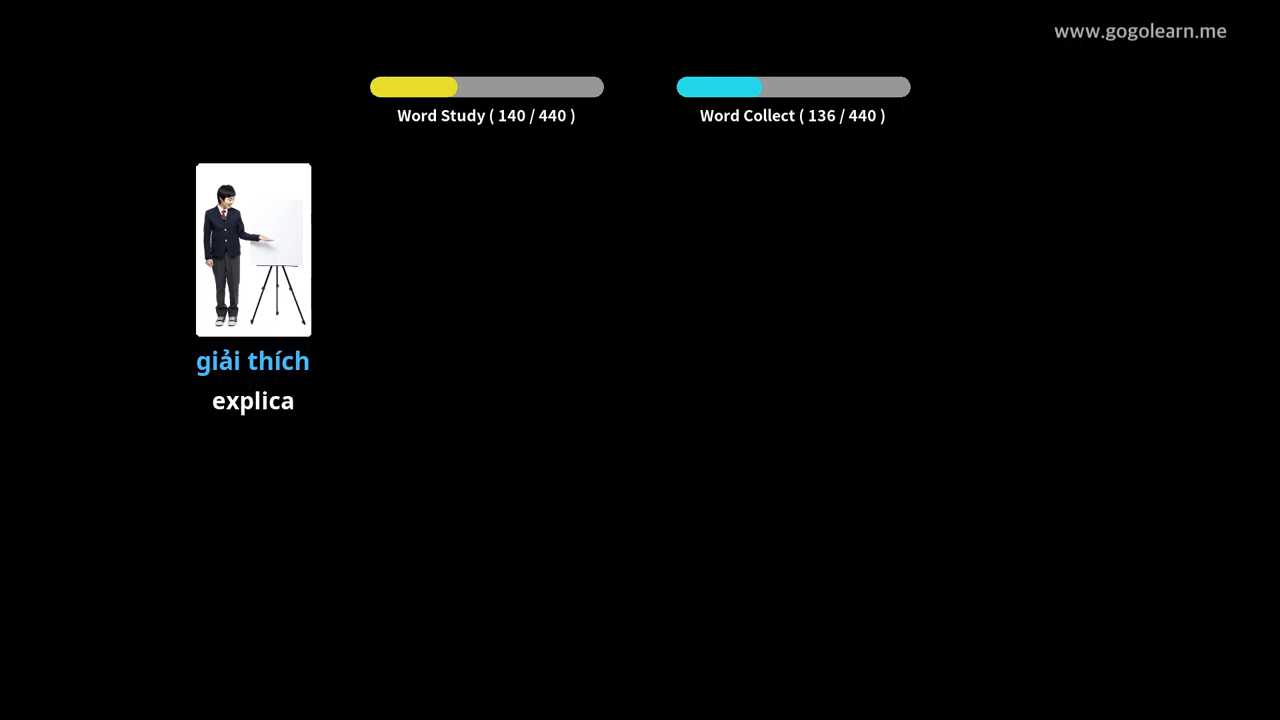 www.gogolearn.me
Word Study ( 140 / 440 )
Word Collect ( 136 / 440 )
giải thích
explica